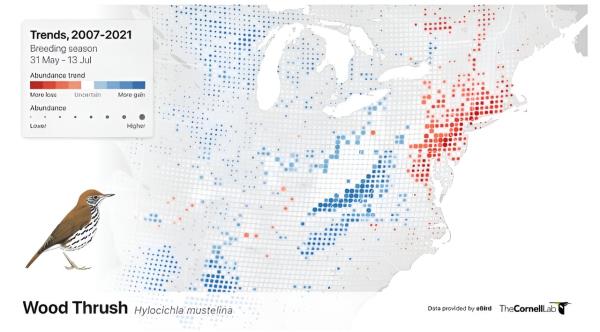 Trends, 2007-2021
Breeding season
31 May - 13 Jul
Abundance trend
More loss Uncertain More gain
Abundance
Lower Higher
Wood Thrush Hylocichla mustelina
Data provided by eBird TheCornellLab